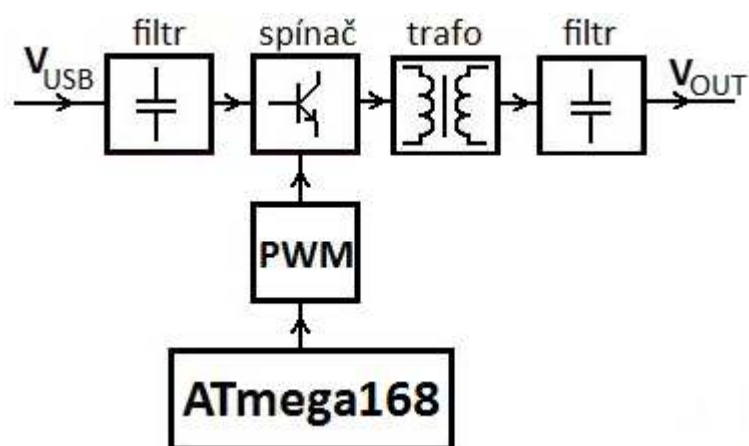 filtr
spínač
trafo
filtr
VUSB
VOUT
PWM
ATmega168